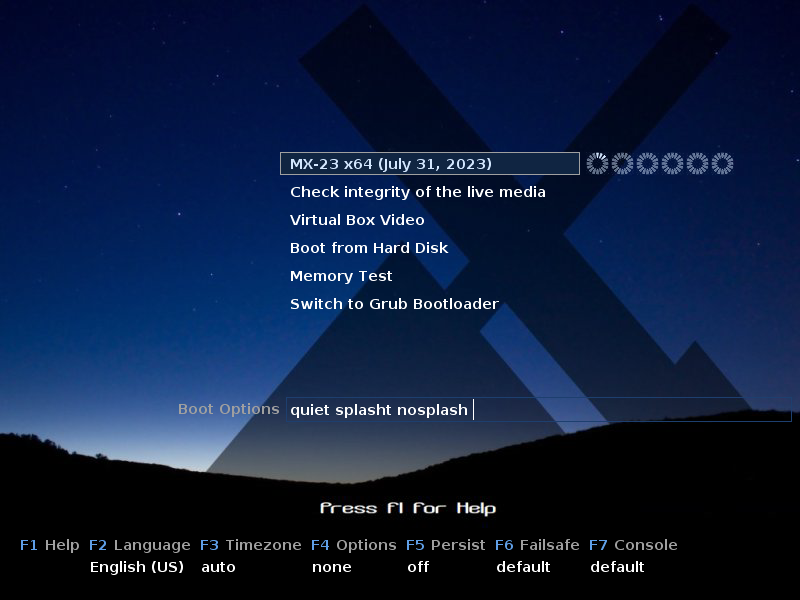 MX-23 x64 (July 31, 2023)
Check integrity of the live media
Virtual Box Video
Boot from Hard Disk
Memory Test
Switch to Grub Bootloader
Boot Options quiet splasht nosplash
Press F1 for Help
F1 Help F2 Language F3 Timezone F4 Options F5 Persist F6 Failsafe F7 Console
English (US) auto none off default default